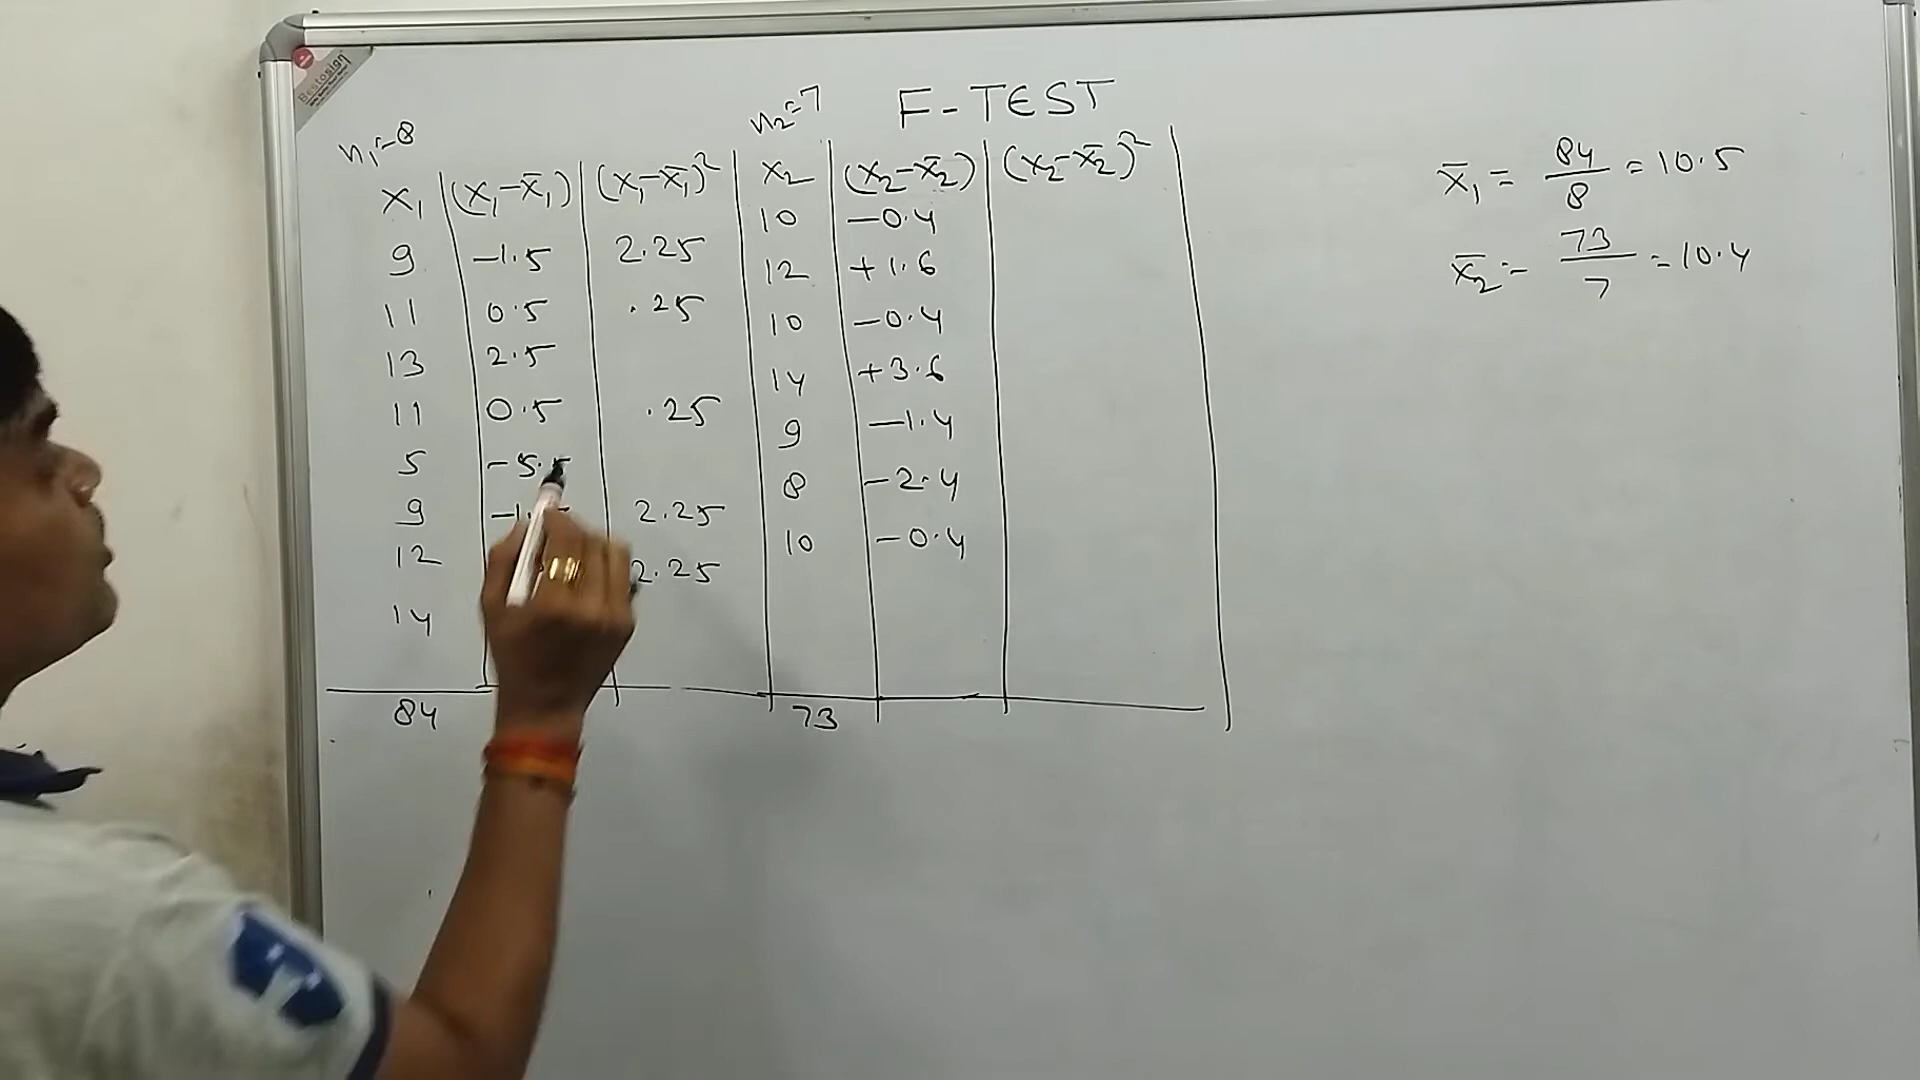 Bestosign
F-TEST
n₁=8
n₂=7
x₁ | (x₁-x̄₁) | (x₁-x̄₁)² | x₂ | (x₂-x̄₂) | (x₂-x̄₂)²
9 | -1.5 | 2.25 | 10 | -0.4
11 | 0.5 | .25 | 12 | +1.6
13 | 2.5 | | 10 | -0.4
11 | 0.5 | .25 | 14 | +3.6
5 | -5.5 | | 9 | -1.4
9 | | 2.25 | 8 | -2.4
12 | | 2.25 | 10 | -0.4
14
84 | | | 73
x̄₁ = 84/8 = 10.5
x̄₂ = 73/7 = 10.4